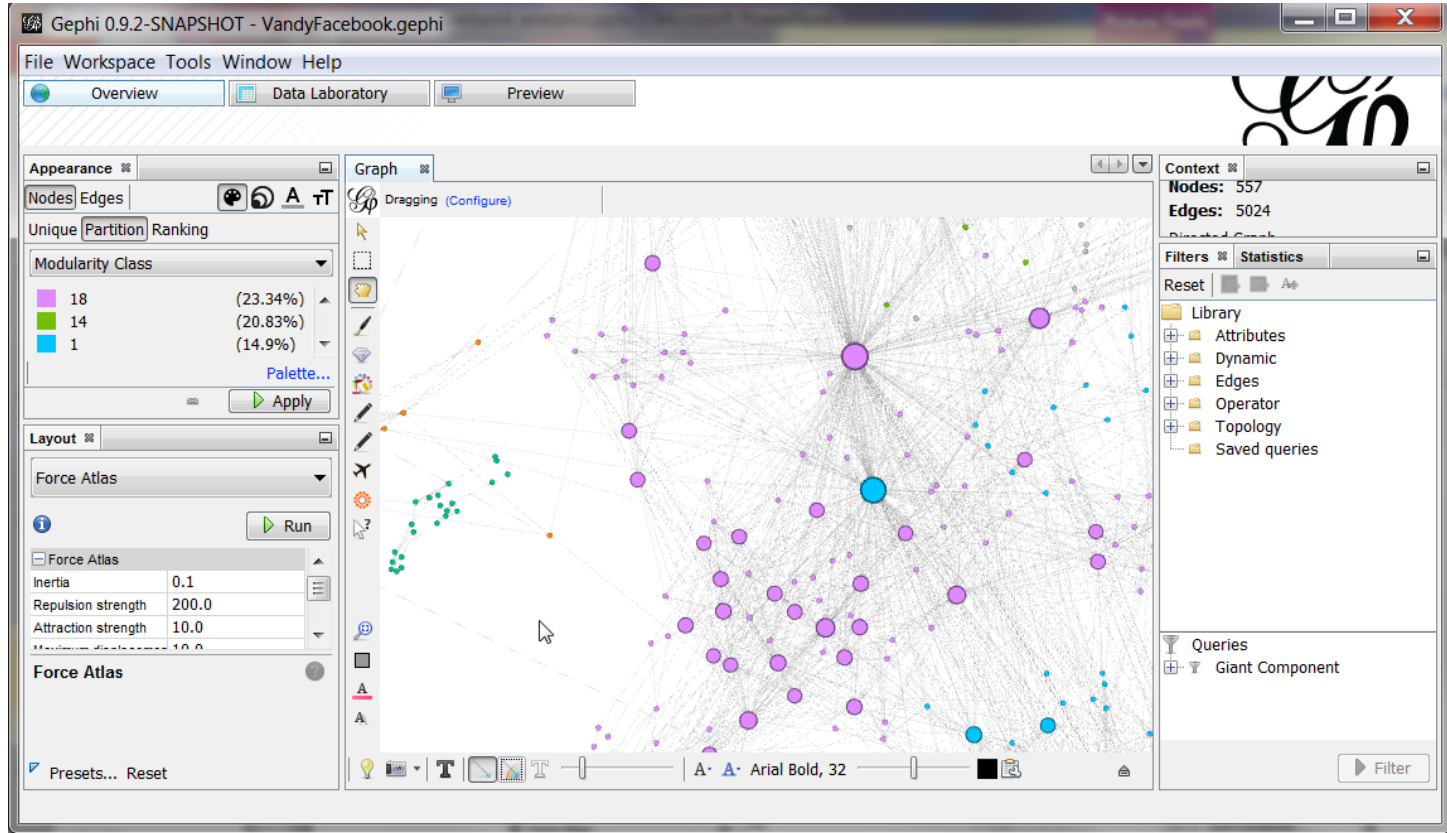 Gephi 0.9.2-SNAPSHOT - VandyFacebook.gephi
File Workspace Tools Window Help
Overview
Data Laboratory
Preview
Appearance
Nodes Edges
Unique Partition Ranking
Modularity Class
18 (23.34%)
14 (20.83%)
1 (14.9%)
Palette...
Apply
Layout
Force Atlas
Run
Force Atlas
Inertia 0.1
Repulsion strength 200.0
Attraction strength 10.0
Force Atlas
Presets... Reset
Graph
Dragging (Configure)
Arial Bold, 32
Context
Nodes: 557
Edges: 5024
Directed Graph
Filters Statistics
Reset
Library
Attributes
Dynamic
Edges
Operator
Topology
Saved queries
Queries
Giant Component
Filter